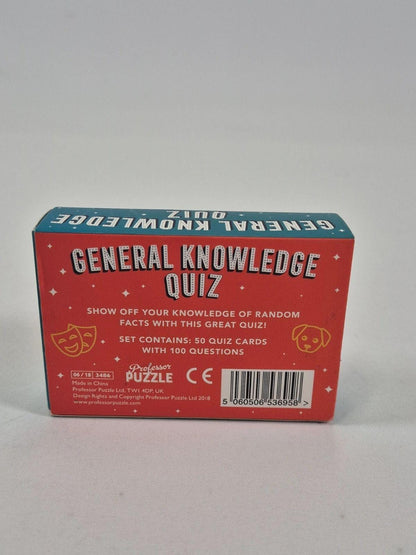 GENERAL KNOWLEDGE
QUIZ
GENERAL KNOWLEDGE
QUIZ
SHOW OFF YOUR KNOWLEDGE OF RANDOM
FACTS WITH THIS GREAT QUIZ!
SET CONTAINS: 50 QUIZ CARDS
WITH 100 QUESTIONS
Professor
PUZZLE
CE
06/18 3486
Made in China
Professor Puzzle Ltd, TW1 4DP, UK
Design Rights and Copyright Professor Puzzle Ltd 2018
www.professorpuzzle.com
5 060506 536958 >